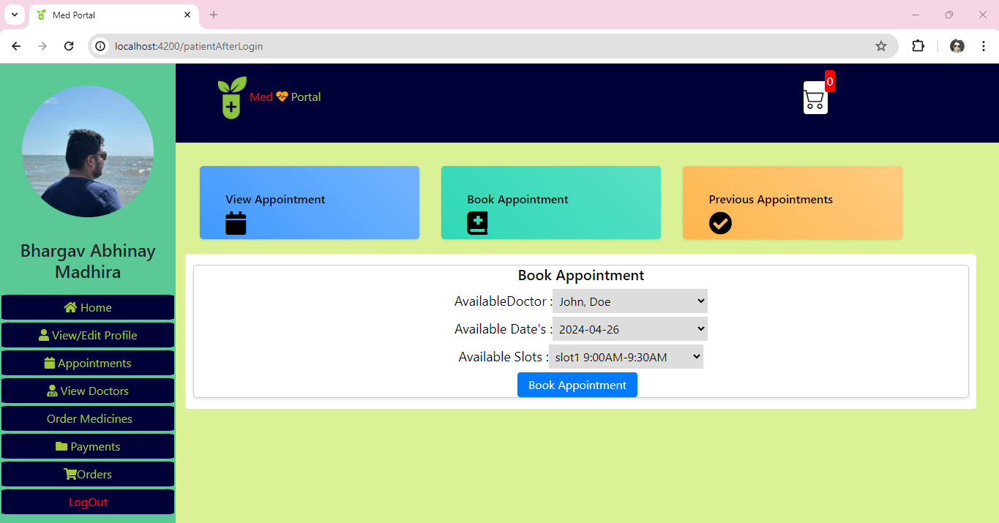 Med Portal
localhost:4200/patientAfterLogin
Med Portal
0
Bhargav Abhinay
Madhira
Home
View/Edit Profile
Appointments
View Doctors
Order Medicines
Payments
Orders
LogOut
View Appointment
Book Appointment
Previous Appointments
Book Appointment
AvailableDoctor : John, Doe
Available Date's : 2024-04-26
Available Slots : slot1 9:00AM-9:30AM
Book Appointment